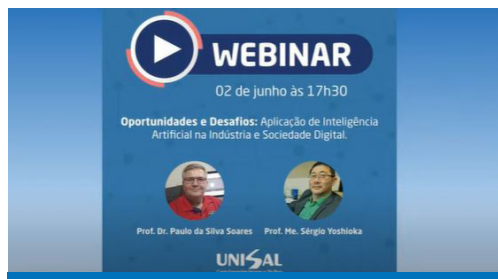 WEBINAR
02 de junho às 17h30
Oportunidades e Desafios: Aplicação de Inteligência
Artificial na Indústria e Sociedade Digital.
Prof. Dr. Paulo da Silva Soares Prof. Me. Sérgio Yoshioka
UNISAL